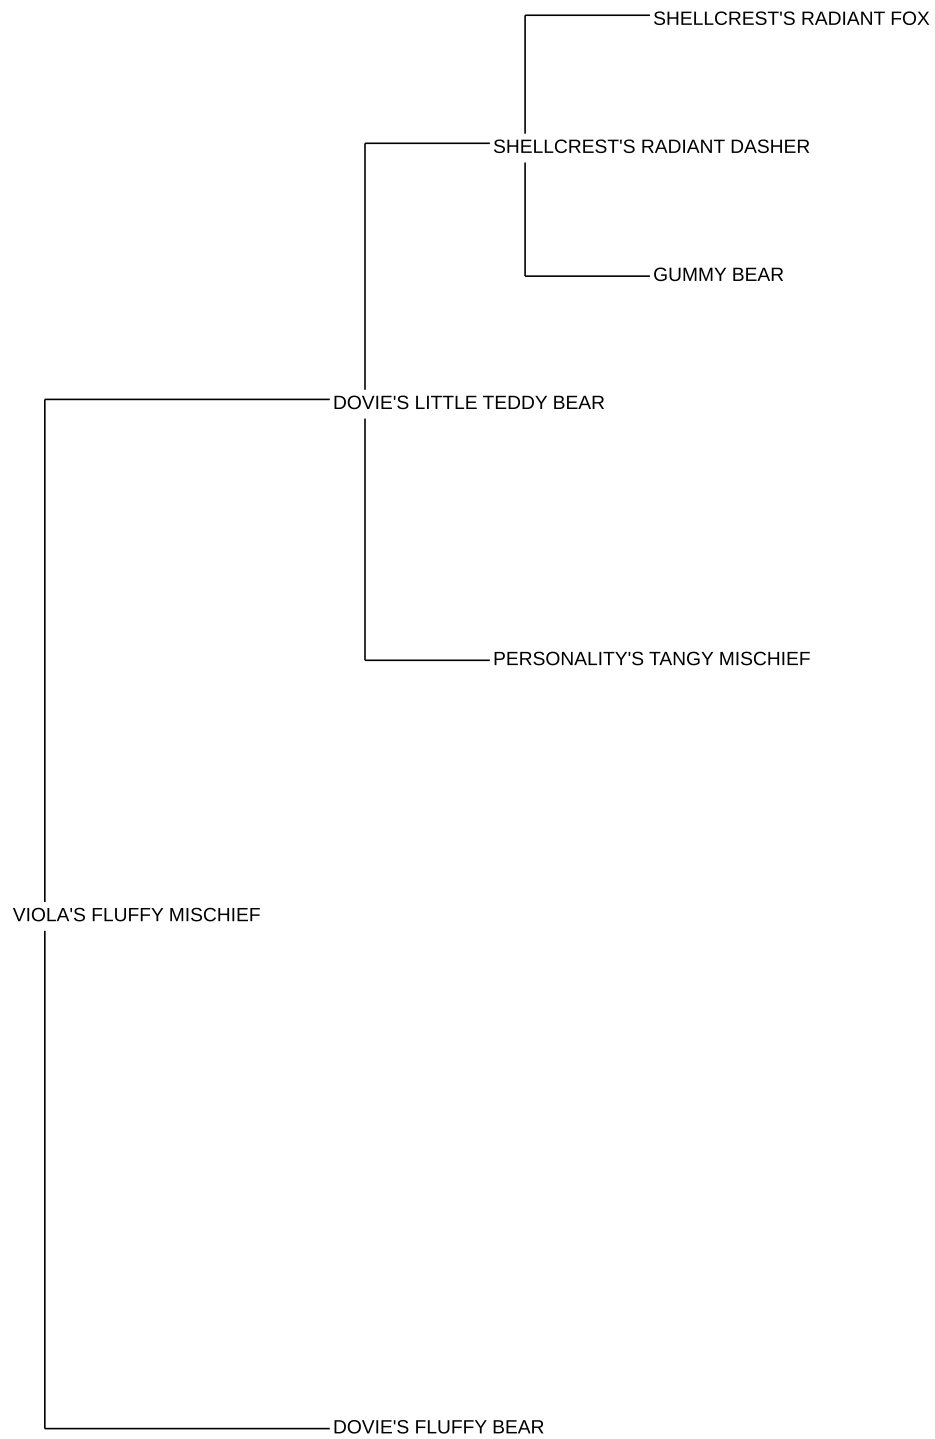 SHELLCREST'S RADIANT FOX
SHELLCREST'S RADIANT DASHER
GUMMY BEAR
DOVIE'S LITTLE TEDDY BEAR
PERSONALITY'S TANGY MISCHIEF
VIOLA'S FLUFFY MISCHIEF
DOVIE'S FLUFFY BEAR